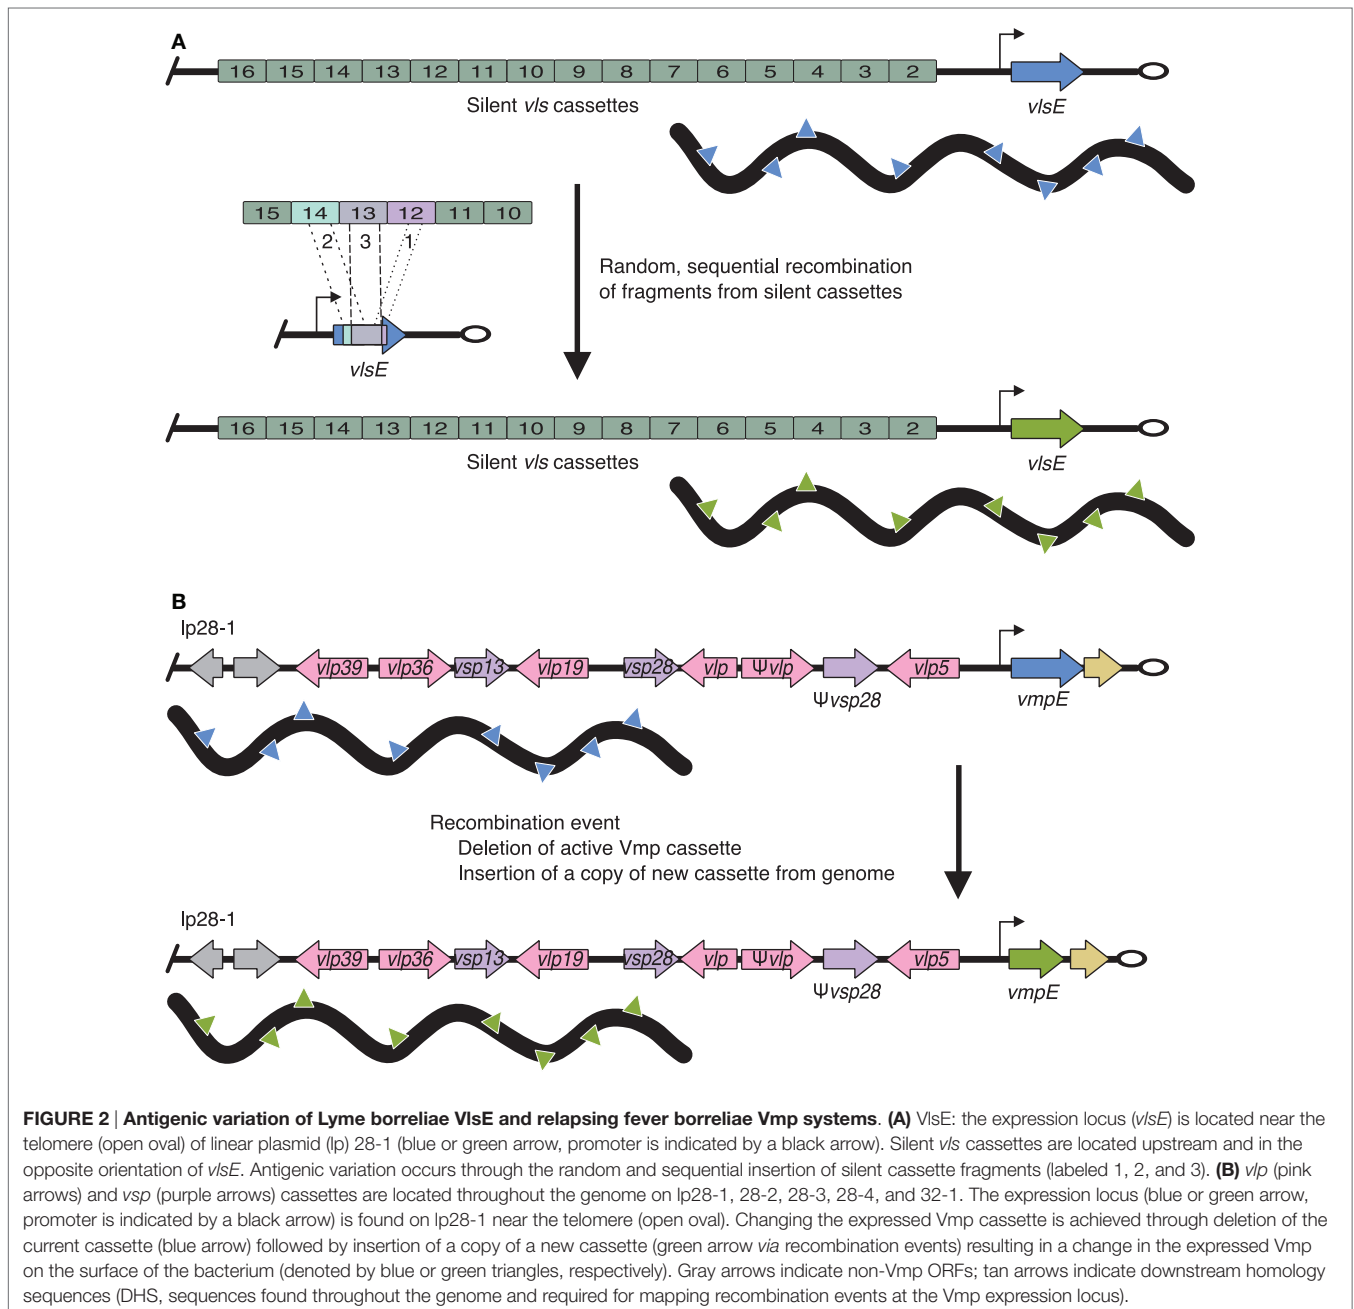 A
16 15 14 13 12 11 10 9 8 7 6 5 4 3 2
Silent vls cassettes
vlsE
15 14 13 12 11 10
2 3 1
vlsE
Random, sequential recombination
of fragments from silent cassettes
16 15 14 13 12 11 10 9 8 7 6 5 4 3 2
Silent vls cassettes
vlsE
B
lp28-1
vlp39 vlp36 vsp13 vlp19 vsp28 vlp Ψvlp vlp5
Ψvsp28 vmpE
Recombination event
Deletion of active Vmp cassette
Insertion of a copy of new cassette from genome
lp28-1
vlp39 vlp36 vsp13 vlp19 vsp28 vlp Ψvlp vlp5
Ψvsp28 vmpE
FIGURE 2 | Antigenic variation of Lyme borreliae VlsE and relapsing fever borreliae Vmp systems. (A) VlsE: the expression locus (vlsE) is located near the
telomere (open oval) of linear plasmid (lp) 28-1 (blue or green arrow, promoter is indicated by a black arrow). Silent vls cassettes are located upstream and in the
opposite orientation of vlsE. Antigenic variation occurs through the random and sequential insertion of silent cassette fragments (labeled 1, 2, and 3). (B) vlp (pink
arrows) and vsp (purple arrows) cassettes are located throughout the genome on lp28-1, 28-2, 28-3, 28-4, and 32-1. The expression locus (blue or green arrow,
promoter is indicated by a black arrow) is found on lp28-1 near the telomere (open oval). Changing the expressed Vmp cassette is achieved through deletion of the
current cassette (blue arrow) followed by insertion of a copy of a new cassette (green arrow via recombination events) resulting in a change in the expressed Vmp
on the surface of the bacterium (denoted by blue or green triangles, respectively). Gray arrows indicate non-Vmp ORFs; tan arrows indicate downstream homology
sequences (DHS, sequences found throughout the genome and required for mapping recombination events at the Vmp expression locus).